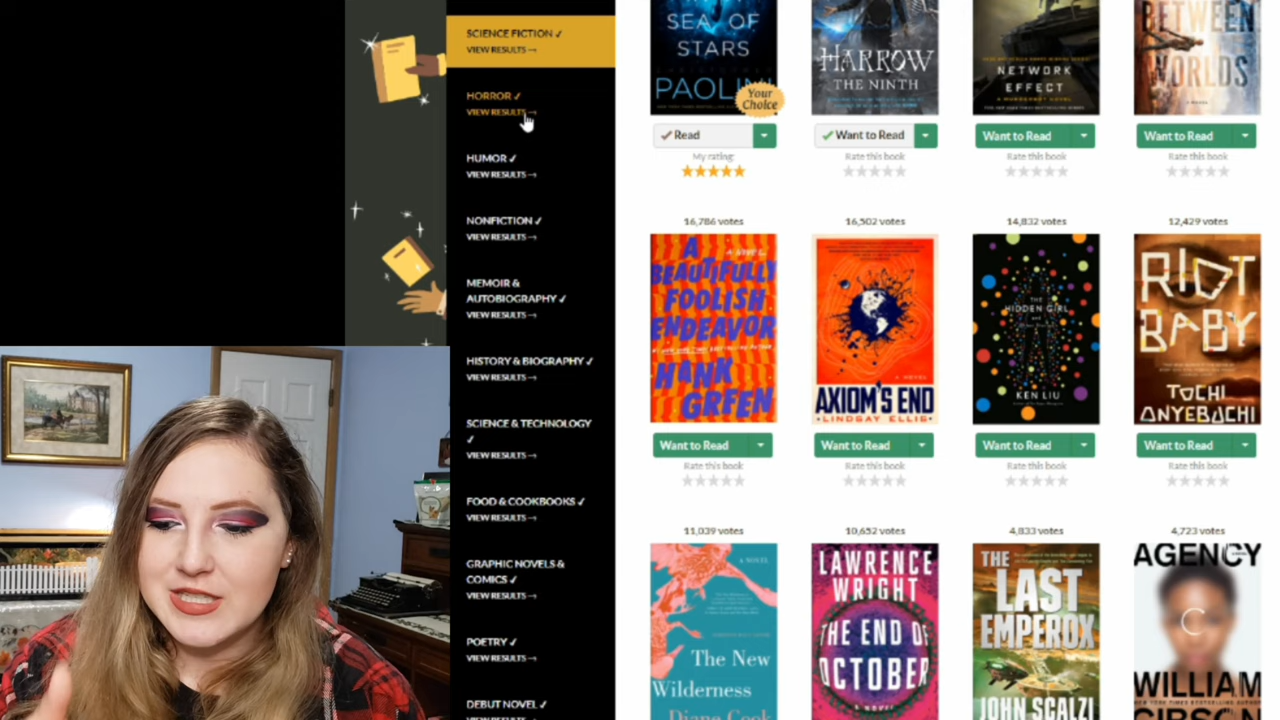 SCIENCE FICTION ✓
VIEW RESULTS →
HORROR ✓
VIEW RESULTS →
HUMOR ✓
VIEW RESULTS →
NONFICTION ✓
VIEW RESULTS →
MEMOIR &
AUTOBIOGRAPHY ✓
VIEW RESULTS →
HISTORY & BIOGRAPHY ✓
VIEW RESULTS →
SCIENCE & TECHNOLOGY
✓
VIEW RESULTS →
FOOD & COOKBOOKS ✓
VIEW RESULTS →
GRAPHIC NOVELS &
COMICS ✓
VIEW RESULTS →
POETRY ✓
VIEW RESULTS →
DEBUT NOVEL ✓
SEA OF
STARS
PAOLINI
Your
Choice
✓ Read
My rating:
HARROW
THE NINTH
✓ Want to Read
Rate this book
NETWORK
EFFECT
A MURDERBOT NOVEL
Want to Read
Rate this book
BETWEEN
WORLDS
Want to Read
Rate this book
16,786 votes
A
BEAUTIFULLY
FOOLISH
ENDEAVOR
HANK
GREEN
A NOVEL
Want to Read
Rate this book
16,502 votes
A NOVEL
AXIOM'S END
LINDSAY ELLIS
Want to Read
Rate this book
14,832 votes
THE
HIDDEN GIRL
KEN LIU
Want to Read
Rate this book
12,429 votes
RIOT
BABY
TOCHI
ONYEBUCHI
Want to Read
Rate this book
11,039 votes
A NOVEL
The New
Wilderness
Diane Cook
10,652 votes
LAWRENCE
WRIGHT
THE END OF
OCTOBER
A NOVEL
4,833 votes
THE
LAST
EMPEROX
JOHN SCALZI
4,723 votes
AGENCY
WILLIAM
GIBSON